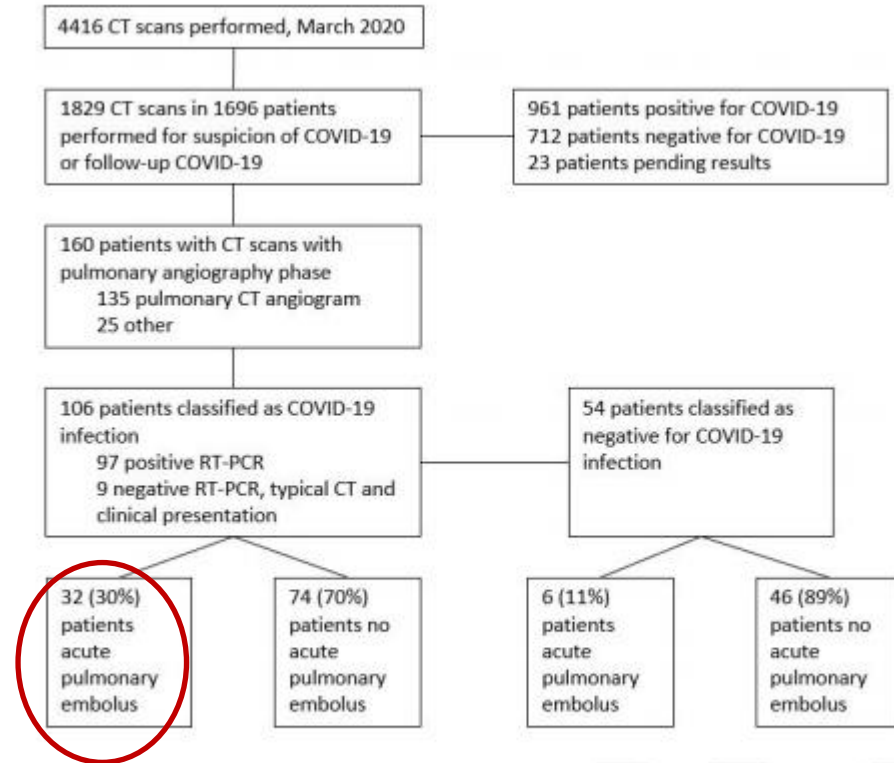 4416 CT scans performed, March 2020
1829 CT scans in 1696 patients
performed for suspicion of COVID-19
or follow-up COVID-19
961 patients positive for COVID-19
712 patients negative for COVID-19
23 patients pending results
160 patients with CT scans with
pulmonary angiography phase
135 pulmonary CT angiogram
25 other
106 patients classified as COVID-19
infection
97 positive RT-PCR
9 negative RT-PCR, typical CT and
clinical presentation
54 patients classified as
negative for COVID-19
infection
32 (30%)
patients
acute
pulmonary
embolus
74 (70%)
patients no
acute
pulmonary
embolus
6 (11%)
patients
acute
pulmonary
embolus
46 (89%)
patients no
acute
pulmonary
embolus